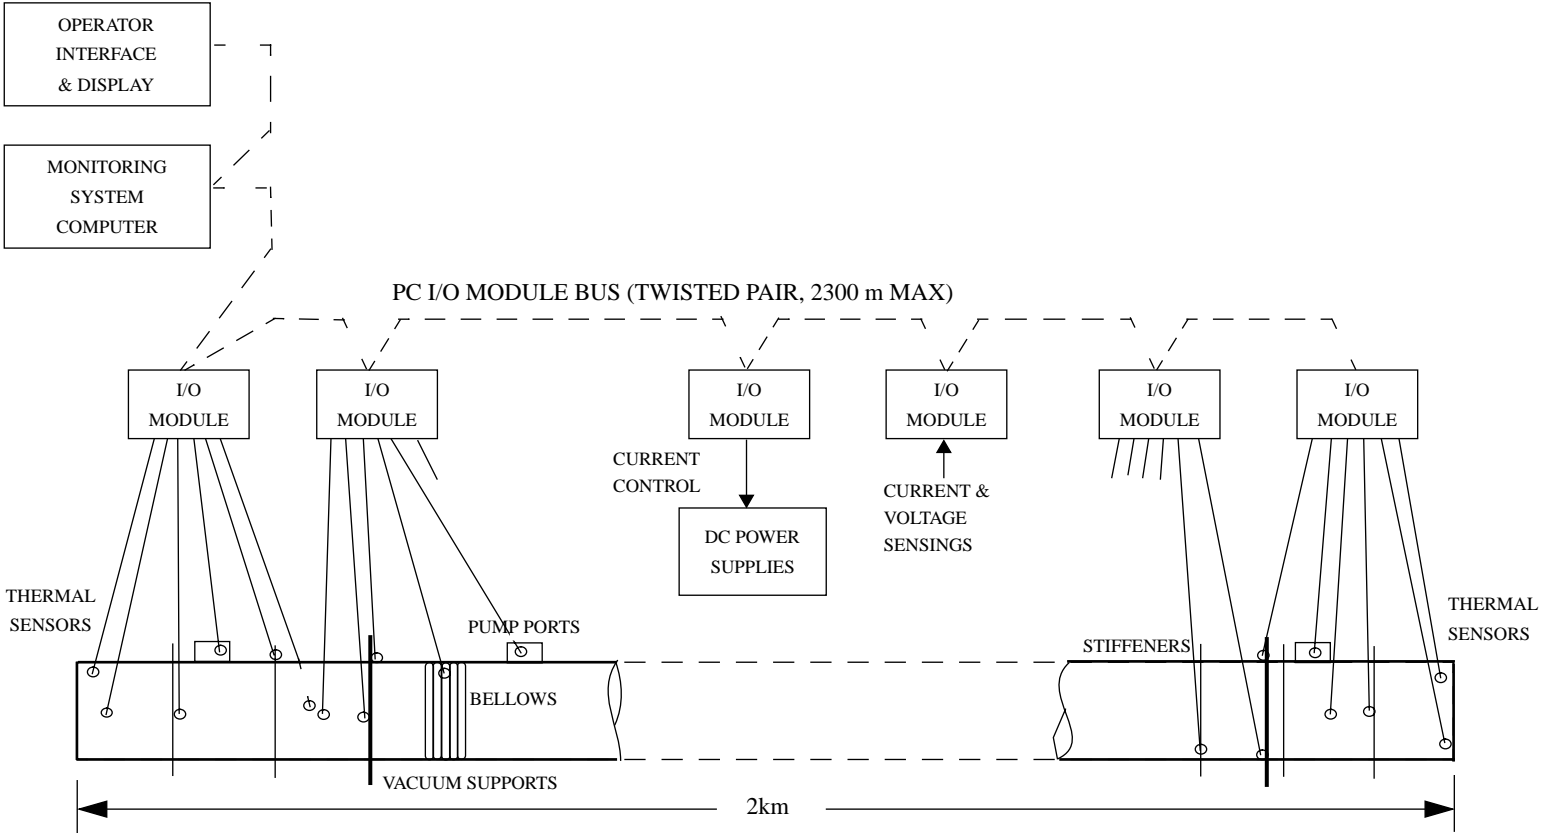 OPERATOR
INTERFACE
& DISPLAY
MONITORING
SYSTEM
COMPUTER
PC I/O MODULE BUS (TWISTED PAIR, 2300 m MAX)
I/O
MODULE
I/O
MODULE
I/O
MODULE
I/O
MODULE
I/O
MODULE
I/O
MODULE
CURRENT
CONTROL
CURRENT &
VOLTAGE
SENSINGS
DC POWER
SUPPLIES
THERMAL
SENSORS
PUMP PORTS
STIFFENERS
THERMAL
SENSORS
BELLOWS
VACUUM SUPPORTS
2km